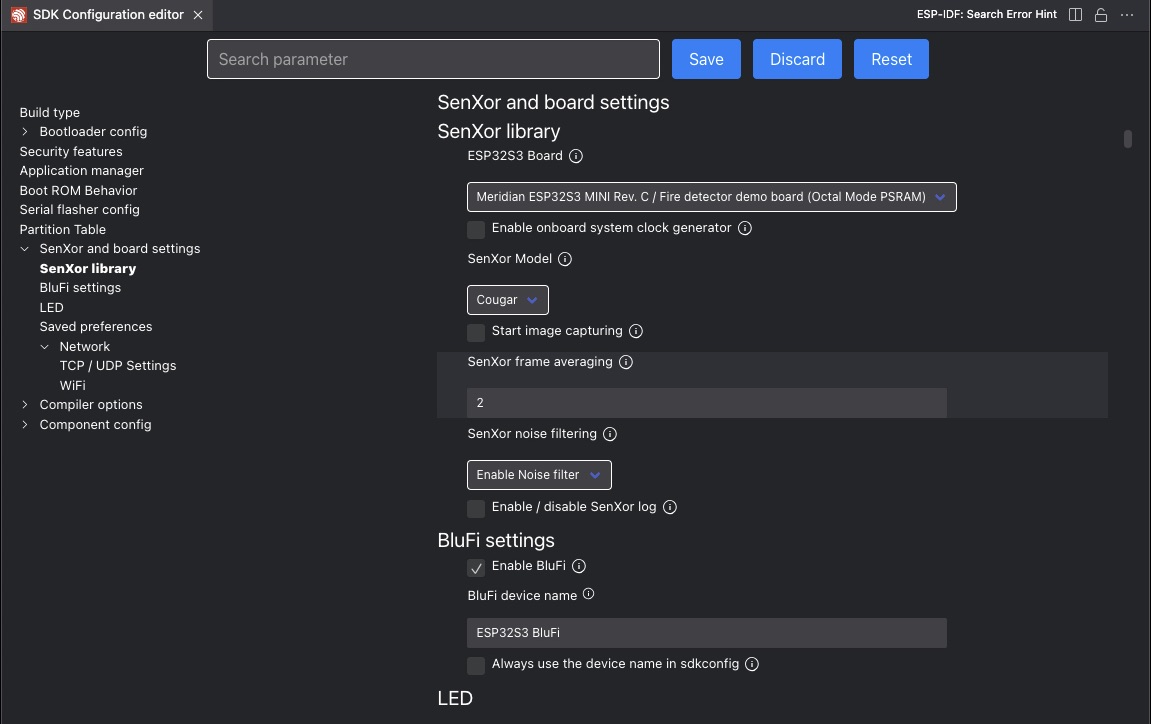 SDK Configuration editor
ESP-IDF: Search Error Hint
Search parameter
Save
Discard
Reset
Build type
Bootloader config
Security features
Application manager
Boot ROM Behavior
Serial flasher config
Partition Table
SenXor and board settings
SenXor library
BluFi settings
LED
Saved preferences
Network
TCP / UDP Settings
WiFi
Compiler options
Component config
SenXor and board settings
SenXor library
ESP32S3 Board
Meridian ESP32S3 MINI Rev. C / Fire detector demo board (Octal Mode PSRAM)
Enable onboard system clock generator
SenXor Model
Cougar
Start image capturing
SenXor frame averaging
2
SenXor noise filtering
Enable Noise filter
Enable / disable SenXor log
BluFi settings
Enable BluFi
BluFi device name
ESP32S3 BluFi
Always use the device name in sdkconfig
LED